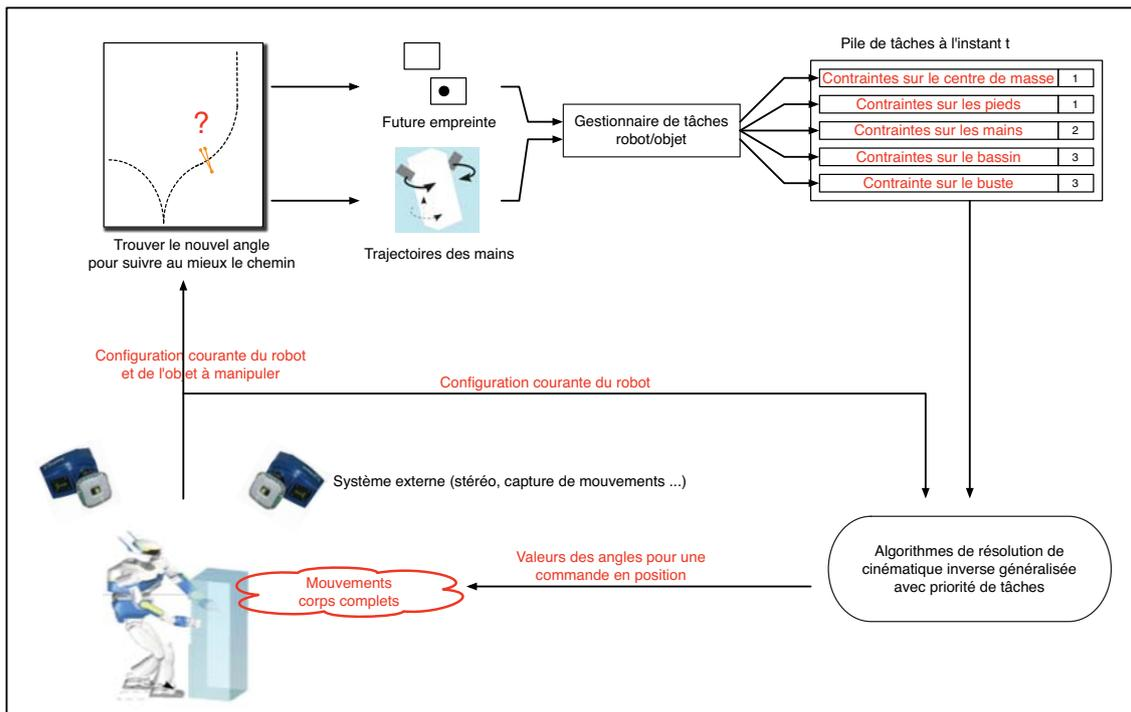 Pile de tâches à l'instant t
Contraintes sur le centre de masse 1
Contraintes sur les pieds 1
Contraintes sur les mains 2
Contraintes sur le bassin 3
Contrainte sur le buste 3
?
Future empreinte
Gestionnaire de tâches
robot/objet
Trouver le nouvel angle
pour suivre au mieux le chemin
Trajectoires des mains
Configuration courante du robot
et de l'objet à manipuler
Configuration courante du robot
Système externe (stéréo, capture de mouvements ...)
Valeurs des angles pour une
commande en position
Algorithmes de résolution de
cinématique inverse généralisée
avec priorité de tâches
Mouvements
corps complets